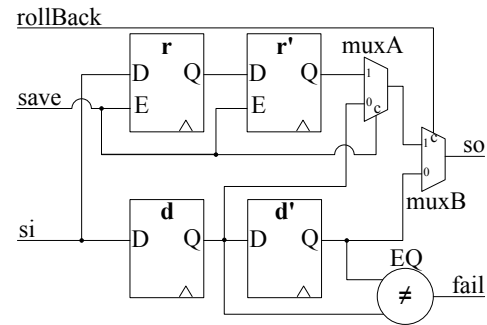 rollBack
r
r'
muxA
D
Q
D
Q
1
save
E
E
0
c
c
1
so
0
muxB
d
d'
si
D
Q
D
Q
EQ
≠
fail